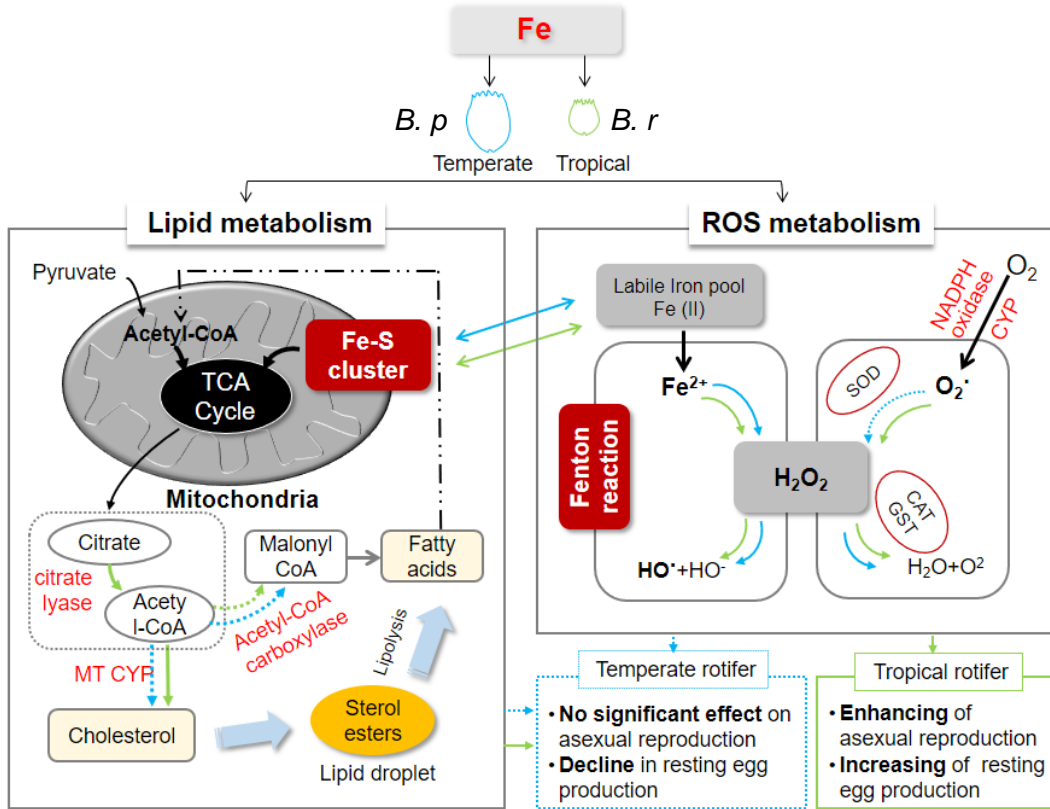 Fe
B. p
B. r
Temperate
Tropical
Lipid metabolism
Pyruvate
Acetyl-CoA
Fe-S
cluster
TCA
Cycle
Mitochondria
Citrate
citrate
lyase
Acety
l-CoA
Malonyl
CoA
Fatty
acids
Acetyl-CoA
carboxylase
MT CYP
Lipolysis
Cholesterol
Sterol
esters
Lipid droplet
ROS metabolism
Labile Iron pool
Fe (II)
O2
NADPH
oxidase
CYP
Fe2+
SOD
O2•
Fenton
reaction
H2O2
CAT
GST
HO•+HO-
H2O+O2
Temperate rotifer
• No significant effect on
asexual reproduction
• Decline in resting egg
production
Tropical rotifer
• Enhancing of
asexual reproduction
• Increasing of resting
egg production